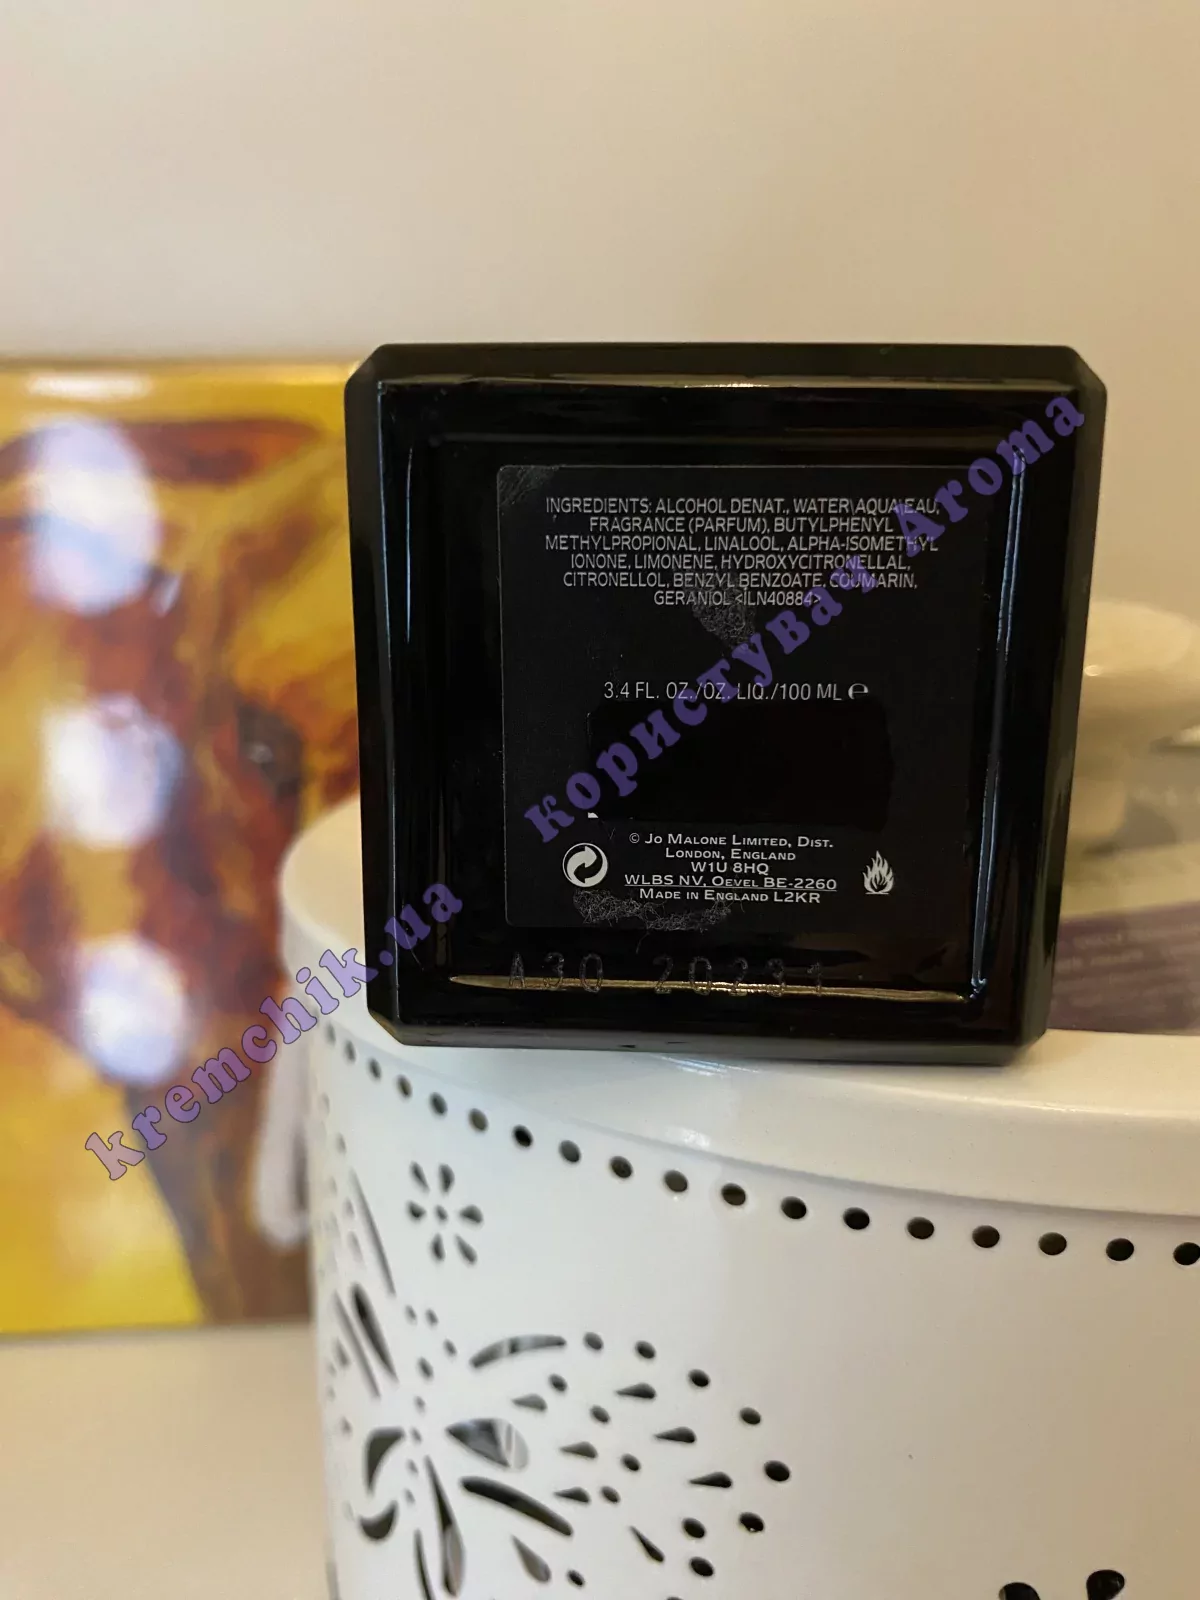 INGREDIENTS: ALCOHOL DENAT., WATER\AQUA\EAU,
FRAGRANCE (PARFUM), BUTYLPHENYL
METHYLPROPIONAL, LINALOOL, ALPHA-ISOMETHYL
IONONE, LIMONENE, HYDROXYCITRONELLAL,
CITRONELLOL, BENZYL BENZOATE, COUMARIN,
GERANIOL <ILN40884>
3.4 FL. OZ./OZ. LIQ./100 ML ℮
© JO MALONE LIMITED, DIST.
LONDON, ENGLAND
W1U 8HQ
WLBS NV, OEVEL BE-2260
MADE IN ENGLAND L2KR
A30 20231
kremchik.ua користувач Aroma